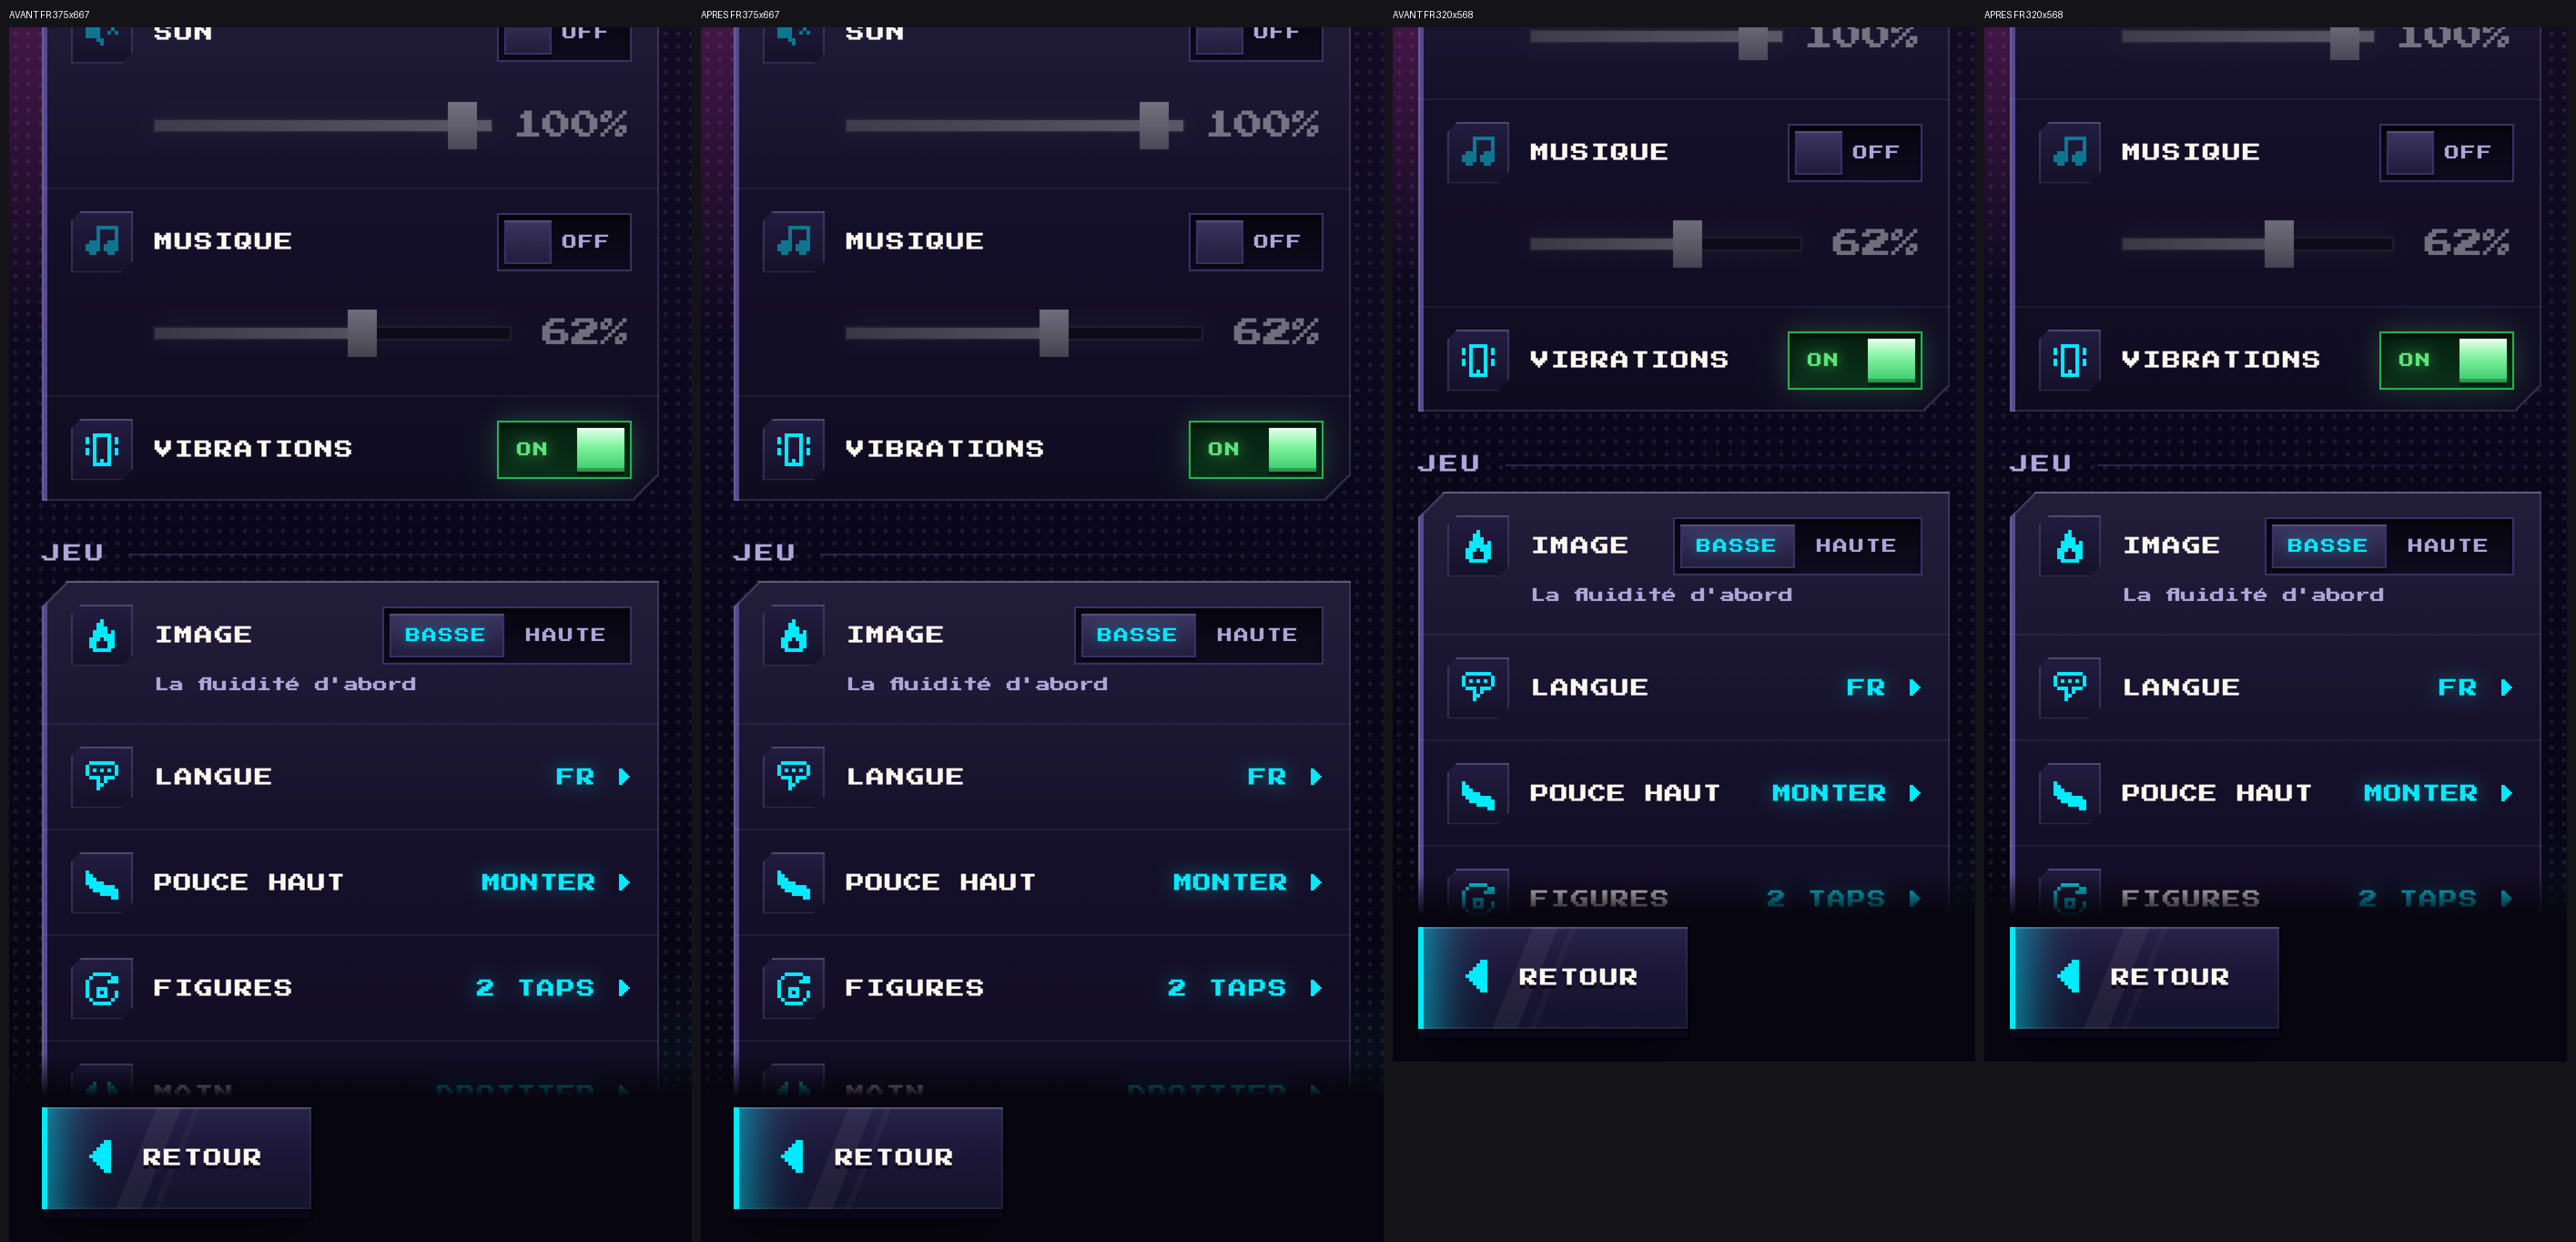 AVANT FR 375x667
SON OFF
100%
MUSIQUE OFF
62%
VIBRATIONS ON
JEU
IMAGE BASSE HAUTE
La fluidité d'abord
LANGUE FR
POUCE HAUT MONTER
FIGURES 2 TAPS
MAIN DROITIER
RETOUR
APRES FR 375x667
SON OFF
100%
MUSIQUE OFF
62%
VIBRATIONS ON
JEU
IMAGE BASSE HAUTE
La fluidité d'abord
LANGUE FR
POUCE HAUT MONTER
FIGURES 2 TAPS
MAIN DROITIER
RETOUR
AVANT FR 320x568
100%
MUSIQUE OFF
62%
VIBRATIONS ON
JEU
IMAGE BASSE HAUTE
La fluidité d'abord
LANGUE FR
POUCE HAUT MONTER
FIGURES 2 TAPS
RETOUR
APRES FR 320x568
100%
MUSIQUE OFF
62%
VIBRATIONS ON
JEU
IMAGE BASSE HAUTE
La fluidité d'abord
LANGUE FR
POUCE HAUT MONTER
FIGURES 2 TAPS
RETOUR